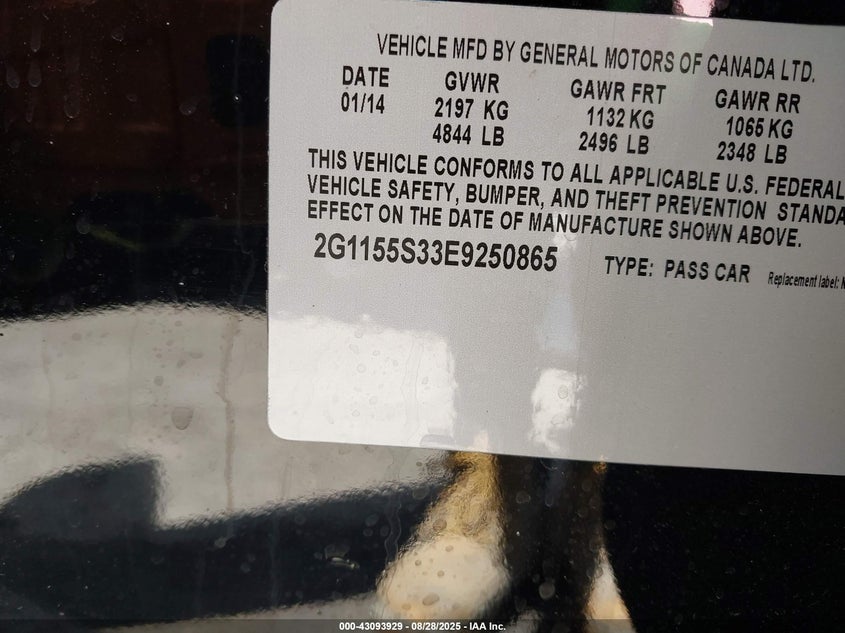 VEHICLE MFD BY GENERAL MOTORS OF CANADA LTD.
DATE GVWR GAWR FRT GAWR RR
01/14 2197 KG 1132 KG 1065 KG
4844 LB 2496 LB 2348 LB
THIS VEHICLE CONFORMS TO ALL APPLICABLE U.S. FEDERAL
VEHICLE SAFETY, BUMPER, AND THEFT PREVENTION STANDA
EFFECT ON THE DATE OF MANUFACTURE SHOWN ABOVE.
2G1155S33E9250865 TYPE: PASS CAR Replacement label:
000-43093929 - 08/28/2025 - IAA Inc.